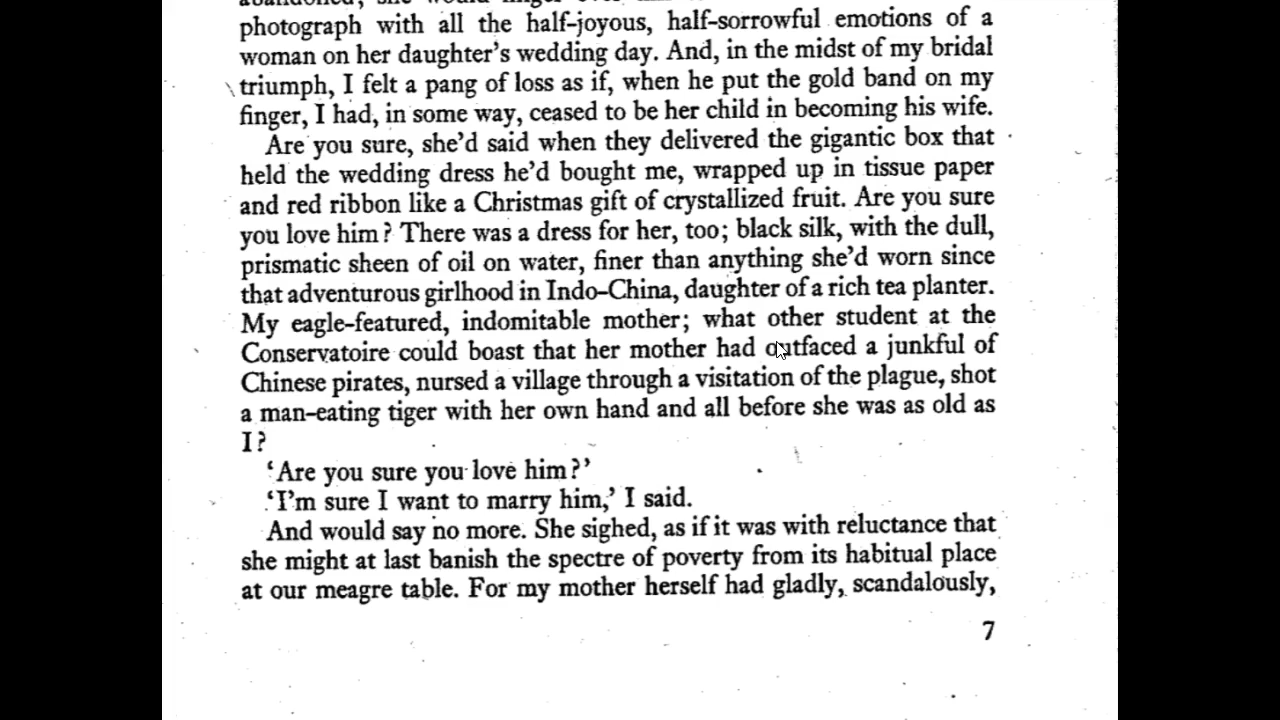 photograph with all the half-joyous, half-sorrowful emotions of a
woman on her daughter's wedding day. And, in the midst of my bridal
triumph, I felt a pang of loss as if, when he put the gold band on my
finger, I had, in some way, ceased to be her child in becoming his wife.
Are you sure, she'd said when they delivered the gigantic box that
held the wedding dress he'd bought me, wrapped up in tissue paper
and red ribbon like a Christmas gift of crystallized fruit. Are you sure
you love him? There was a dress for her, too; black silk, with the dull,
prismatic sheen of oil on water, finer than anything she'd worn since
that adventurous girlhood in Indo-China, daughter of a rich tea planter.
My eagle-featured, indomitable mother; what other student at the
Conservatoire could boast that her mother had outfaced a junkful of
Chinese pirates, nursed a village through a visitation of the plague, shot
a man-eating tiger with her own hand and all before she was as old as
I?
‘Are you sure you love him?’
‘I'm sure I want to marry him,’ I said.
And would say no more. She sighed, as if it was with reluctance that
she might at last banish the spectre of poverty from its habitual place
at our meagre table. For my mother herself had gladly, scandalously,
7